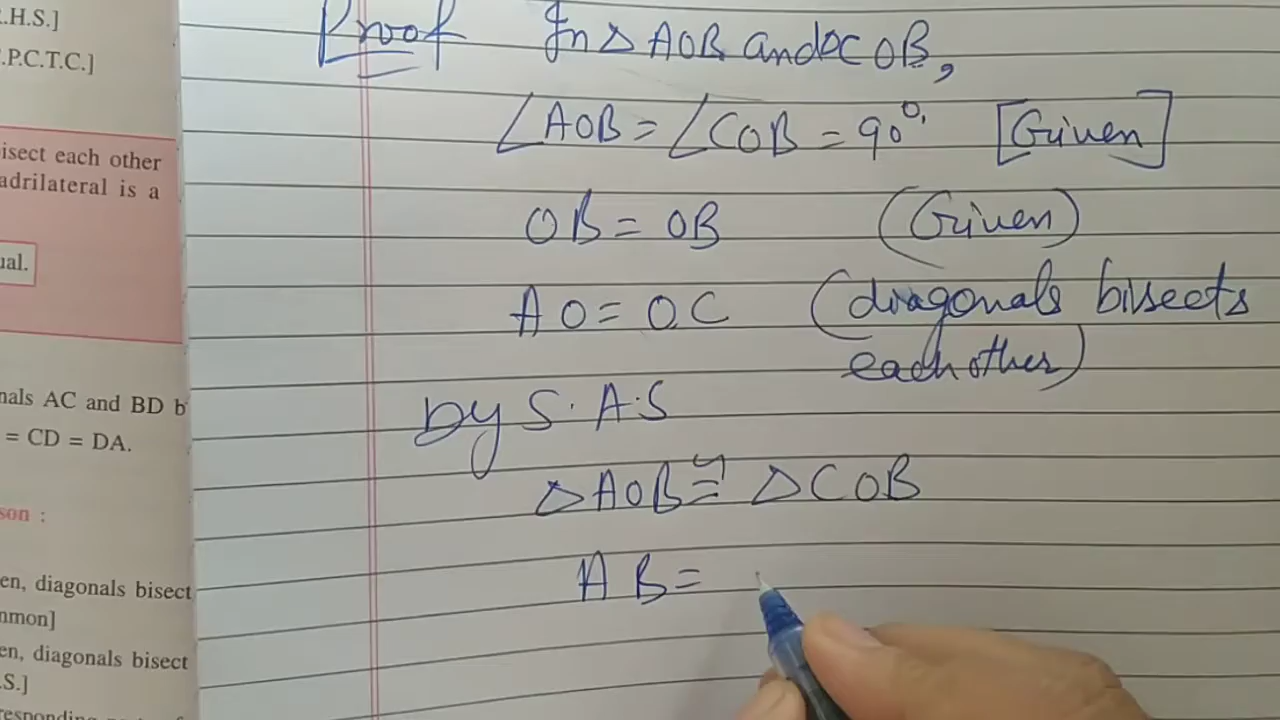 .H.S.]
.P.C.T.C.]
isect each other
adrilateral is a
ual.
nals AC and BD b
= CD = DA.
son :
en, diagonals bisect
nmon]
en, diagonals bisect
.S.]
Proof In △AOB and △COB,
∠AOB = ∠COB = 90° [Given]
OB = OB (Given)
AO = OC (diagonals bisects
each other)
by S.A.S
△AOB ≅ △COB
AB =